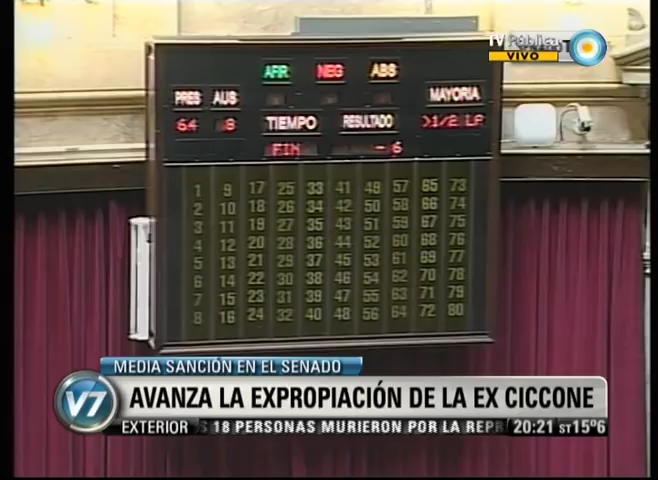 TV Pública
VIVO
AFIR NEG ABS
PRES AUS MAYORIA
64 8 TIEMPO RESULTADO >1/2 LP
FIN - 6
1 9 17 25 33 41 49 57 65 73
2 10 18 26 34 42 50 58 66 74
3 11 19 27 35 43 51 59 67 75
4 12 20 28 36 44 52 60 68 76
5 13 21 29 37 45 53 61 69 77
6 14 22 30 38 46 54 62 70 78
7 15 23 31 39 47 55 63 71 79
8 16 24 32 40 48 56 64 72 80
MEDIA SANCIÓN EN EL SENADO
V7
AVANZA LA EXPROPIACIÓN DE LA EX CICCONE
EXTERIOR S 18 PERSONAS MURIERON POR LA REPR 20:21 ST15°6